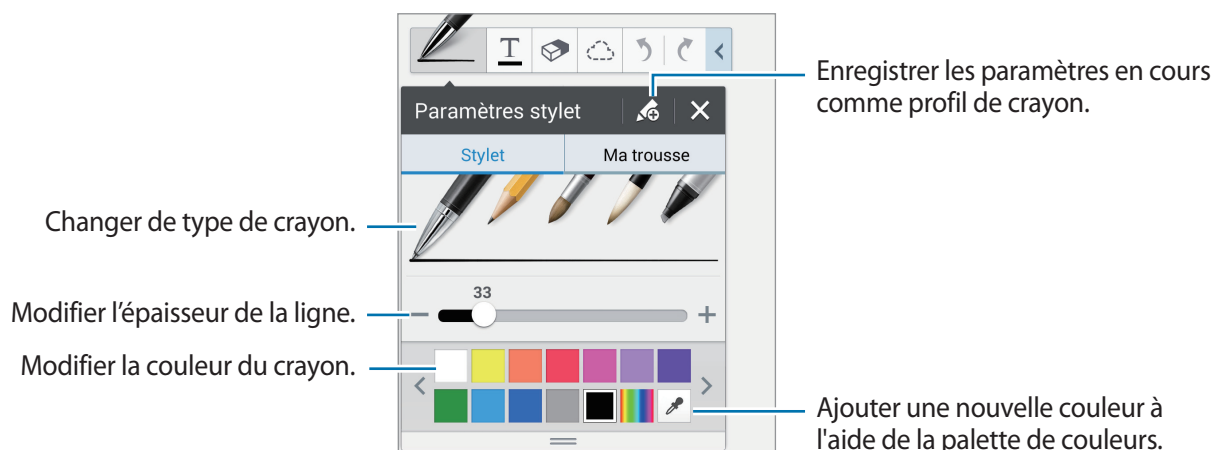 T
Enregistrer les paramètres en cours
comme profil de crayon.
Paramètres stylet
Stylet
Ma trousse
Changer de type de crayon.
33
Modifier l’épaisseur de la ligne.
Modifier la couleur du crayon.
Ajouter une nouvelle couleur à
l'aide de la palette de couleurs.